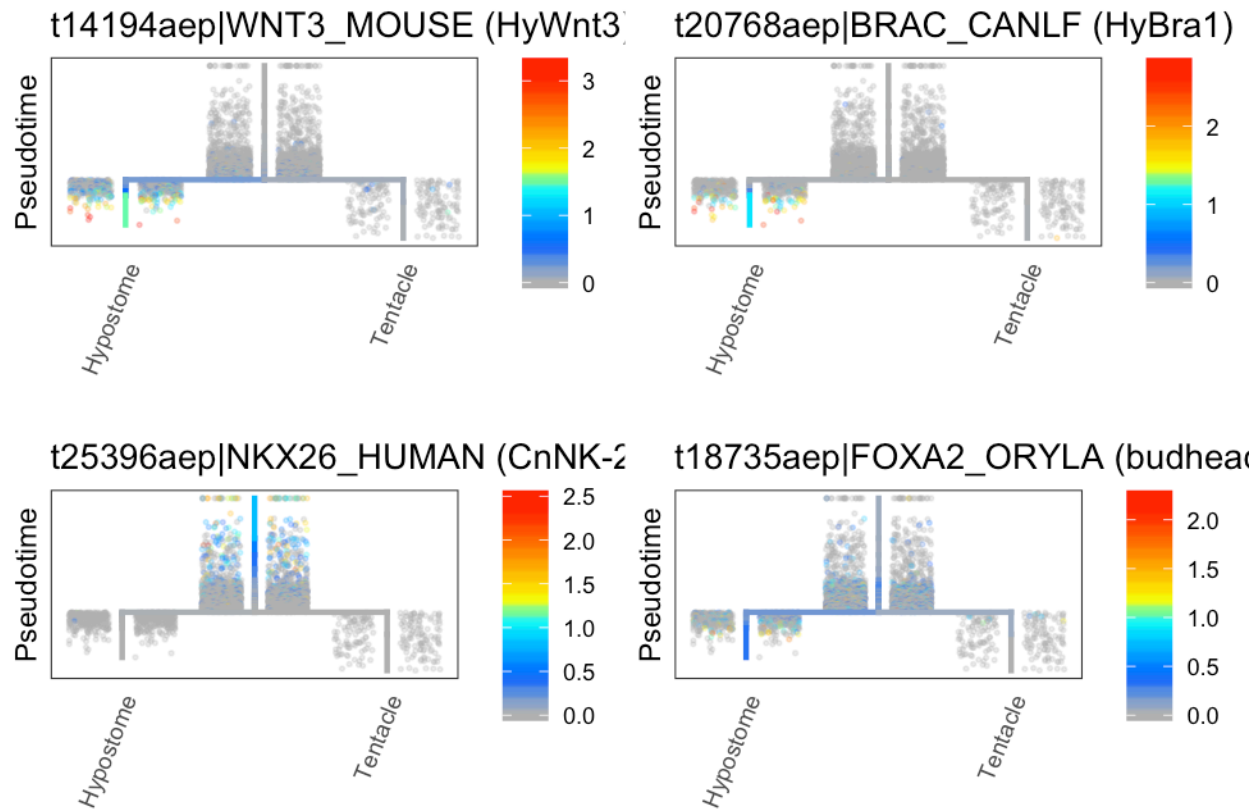 t14194aep|WNT3_MOUSE (HyWnt3)
Pseudotime
3
2
1
0
Hypostome
Tentacle
t20768aep|BRAC_CANLF (HyBra1)
Pseudotime
2
1
0
Hypostome
Tentacle
t25396aep|NKX26_HUMAN (CnNK-2
Pseudotime
2.5
2.0
1.5
1.0
0.5
0.0
Hypostome
Tentacle
t18735aep|FOXA2_ORYLA (budhead
Pseudotime
2.0
1.5
1.0
0.5
0.0
Hypostome
Tentacle